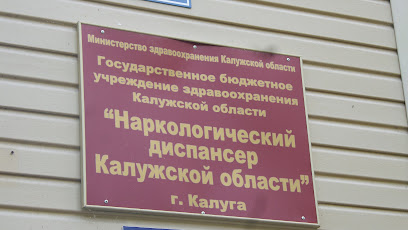 Министерство здравоохранения Калужской области
Государственное бюджетное
учреждение здравоохранения
Калужской области
“Наркологический
диспансер
Калужской области”
г. Калуга